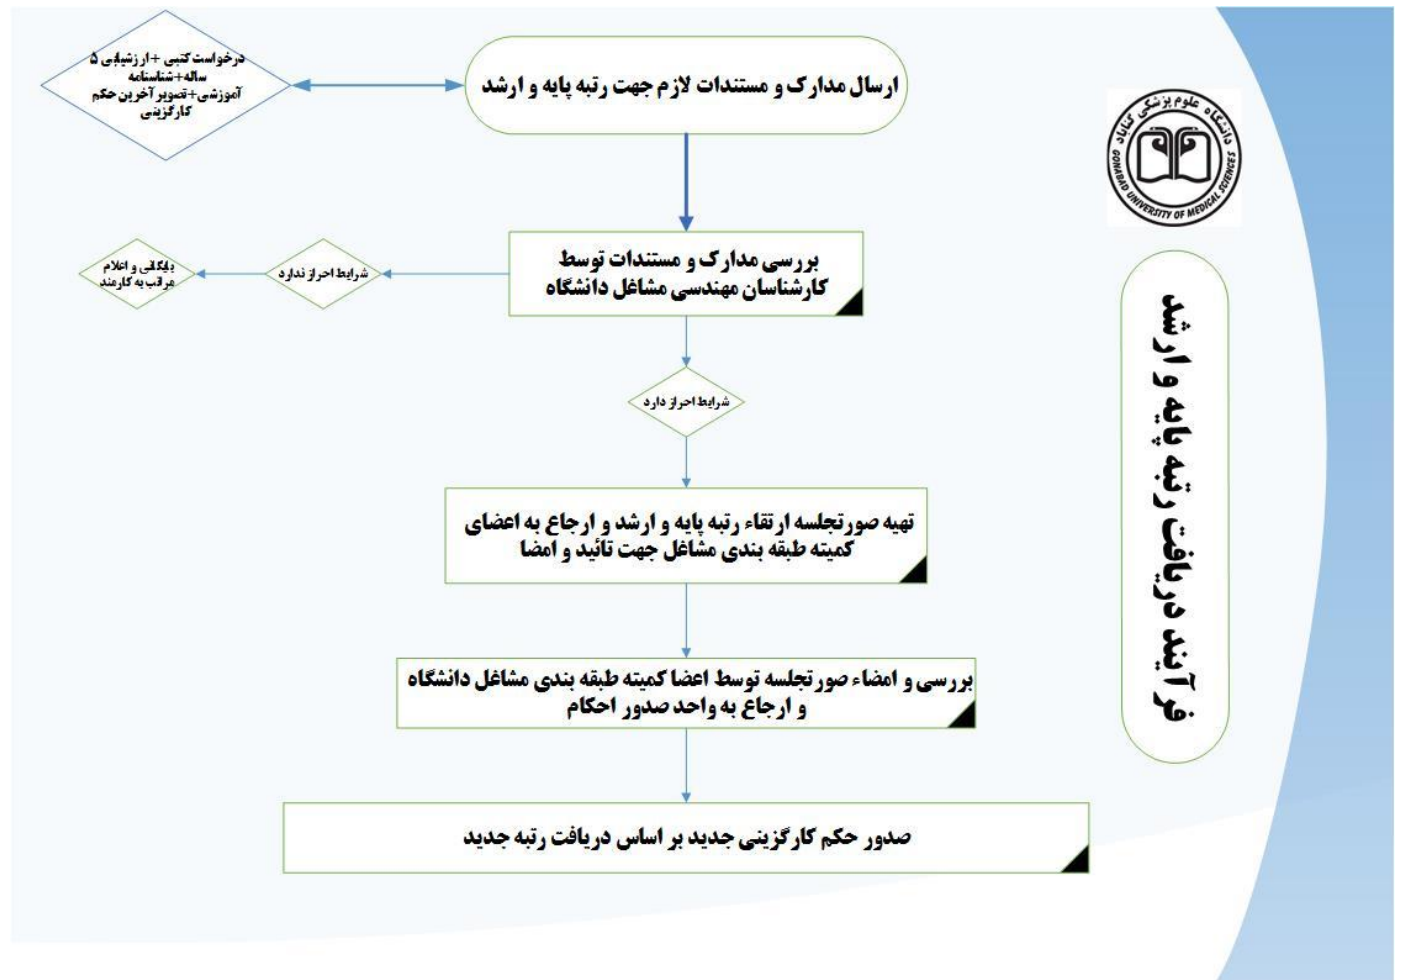 فرآیند دریافت رتبه پایه و ارشد
دانشگاه علوم پزشکی گناباد
GONABAD UNIVERSITY OF MEDICAL SCIENCES
ارسال مدارک و مستندات لازم جهت رتبه پایه و ارشد
درخواست کتبی +ارزشیابی ۵
ساله+شناسنامه
آموزشی+تصویر آخرین حکم
کارگزینی
بررسی مدارک و مستندات توسط
کارشناسان مهندسی مشاغل دانشگاه
شرایط احراز ندارد
بایگانی و اعلام
مراتب به کارمند
شرایط احراز دارد
تهیه صورتجلسه ارتقاء رتبه پایه و ارشد و ارجاع به اعضای
کمیته طبقه بندی مشاغل جهت تائید و امضا
بررسی و امضاء صورتجلسه توسط اعضا کمیته طبقه بندی مشاغل دانشگاه
و ارجاع به واحد صدور احکام
صدور حکم کارگزینی جدید بر اساس دریافت رتبه جدید